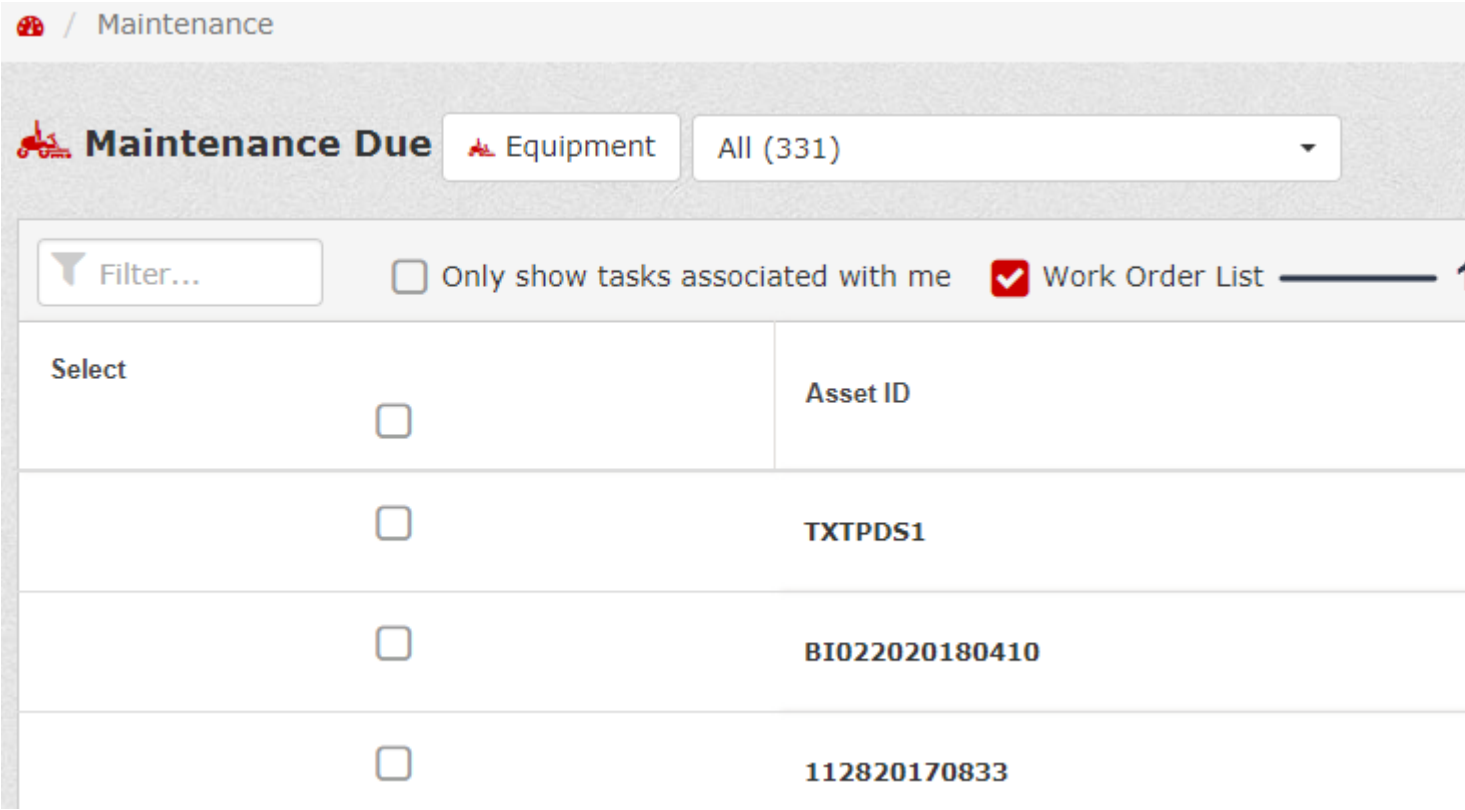 / Maintenance
Maintenance Due Equipment All (331)
Filter... Only show tasks associated with me Work Order List
Select
Asset ID
TXTPDS1
BI022020180410
112820170833